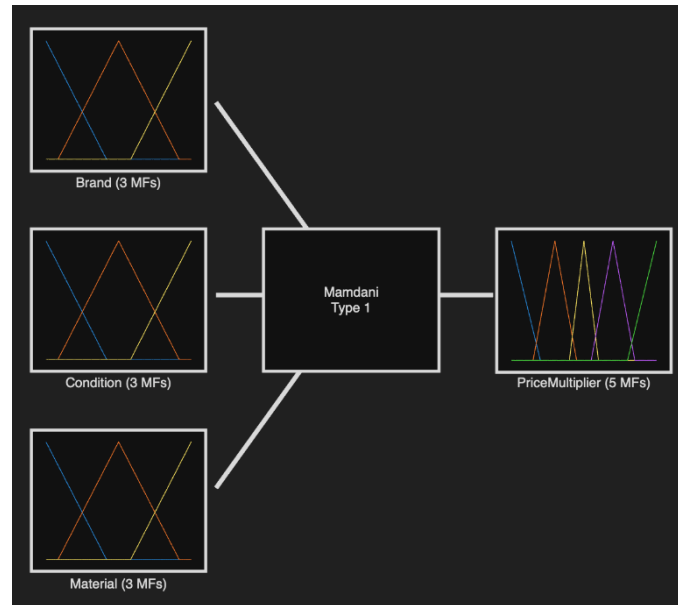 Brand (3 MFs)
Mamdani
Type 1
Condition (3 MFs)
PriceMultiplier (5 MFs)
Material (3 MFs)